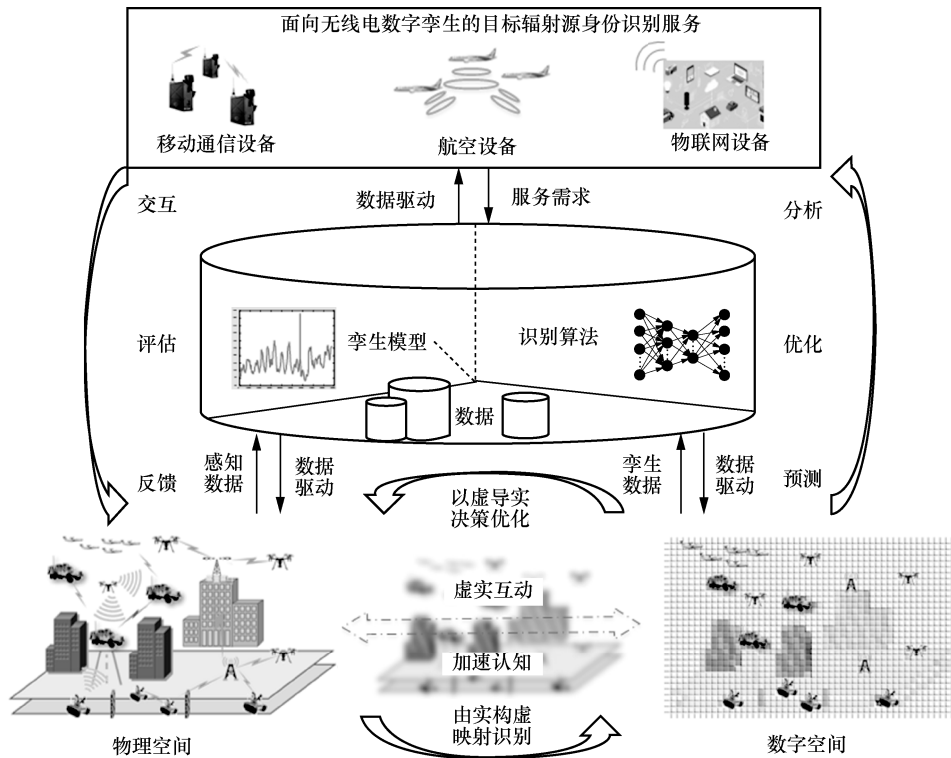 面向无线电数字孪生的目标辐射源身份识别服务
移动通信设备
航空设备
物联网设备
交互
数据驱动
服务需求
分析
评估
孪生模型
识别算法
优化
数据
反馈
感知
数据
数据
驱动
孪生
数据
数据
驱动
预测
以虚导实
决策优化
虚实互动
加速认知
由实构虚
映射识别
物理空间
数字空间